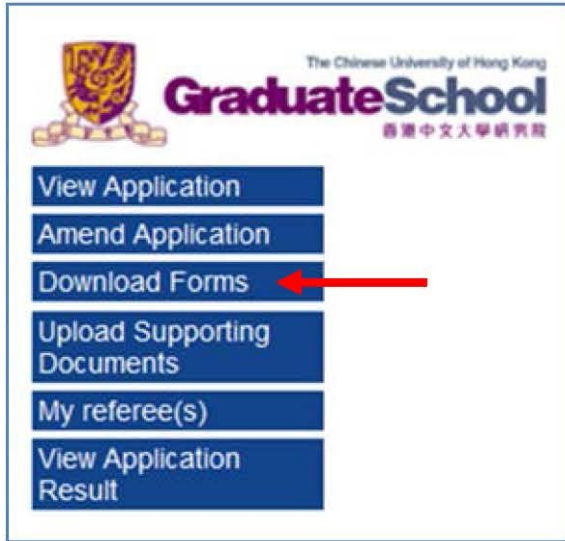 The Chinese University of Hong Kong
GraduateSchool
香港中文大學研究院
View Application
Amend Application
Download Forms
Upload Supporting
Documents
My referee(s)
View Application
Result